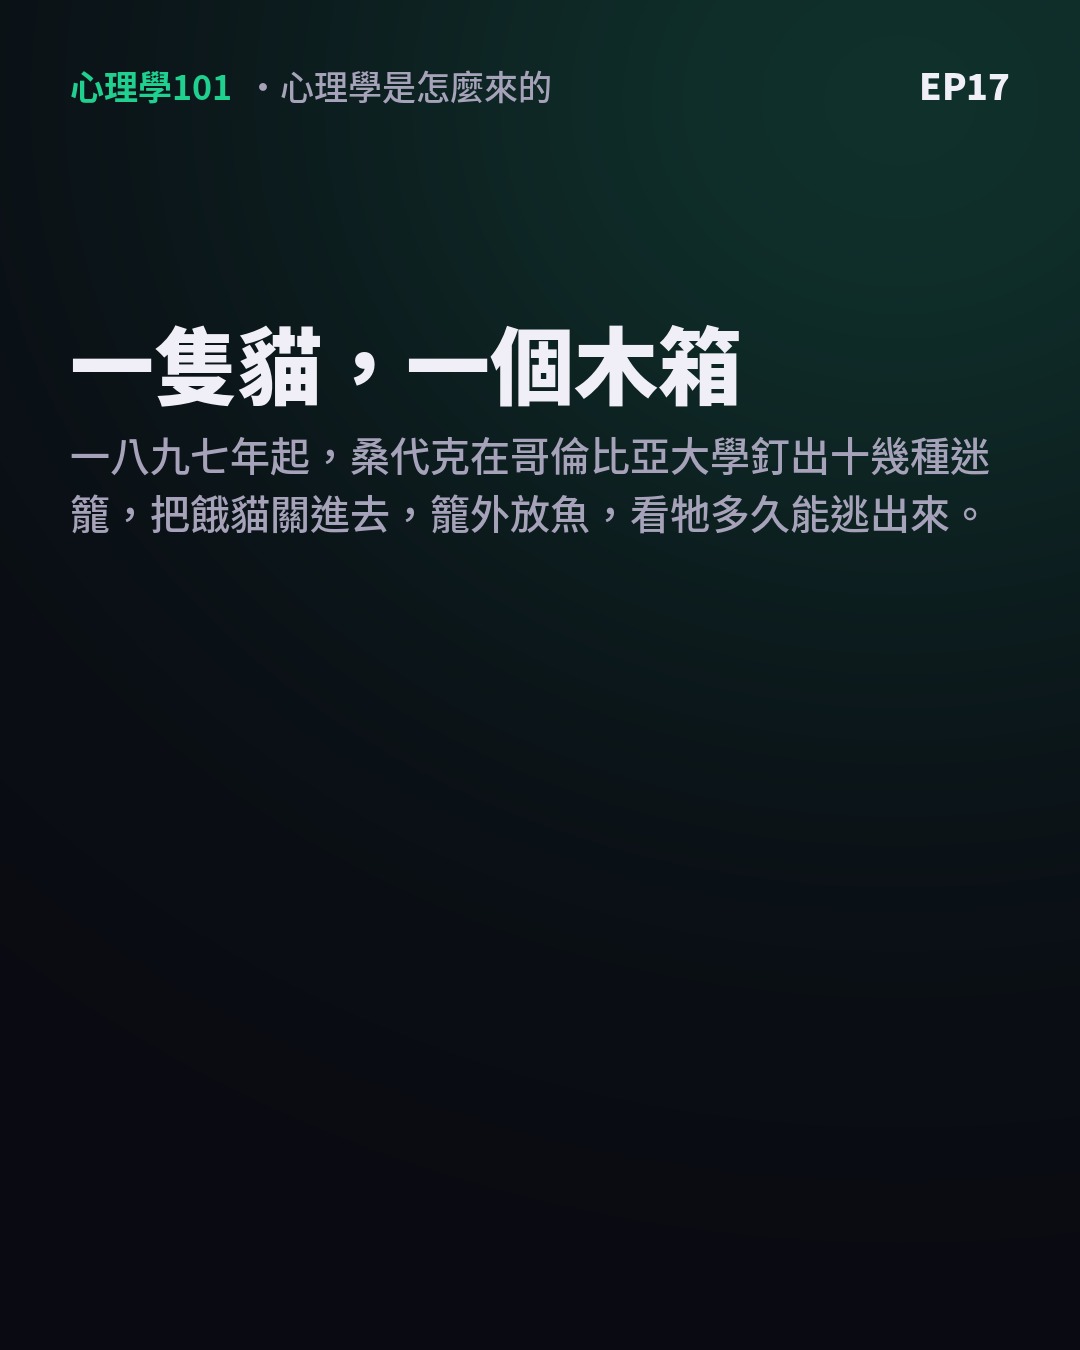 心理學101 ・心理學是怎麼來的
EP17
一隻貓，一個木箱
一八九七年起，桑代克在哥倫比亞大學釘出十幾種迷
籠，把餓貓關進去，籠外放魚，看牠多久能逃出來。